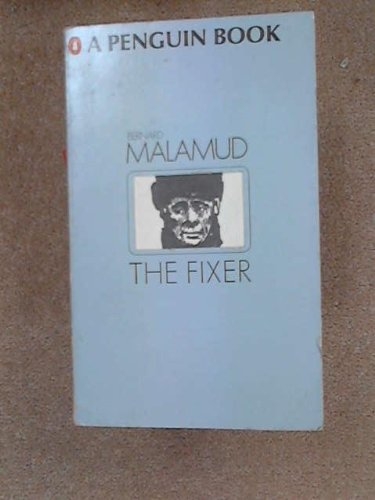 A PENGUIN BOOK
BERNARD
MALAMUD
THE FIXER